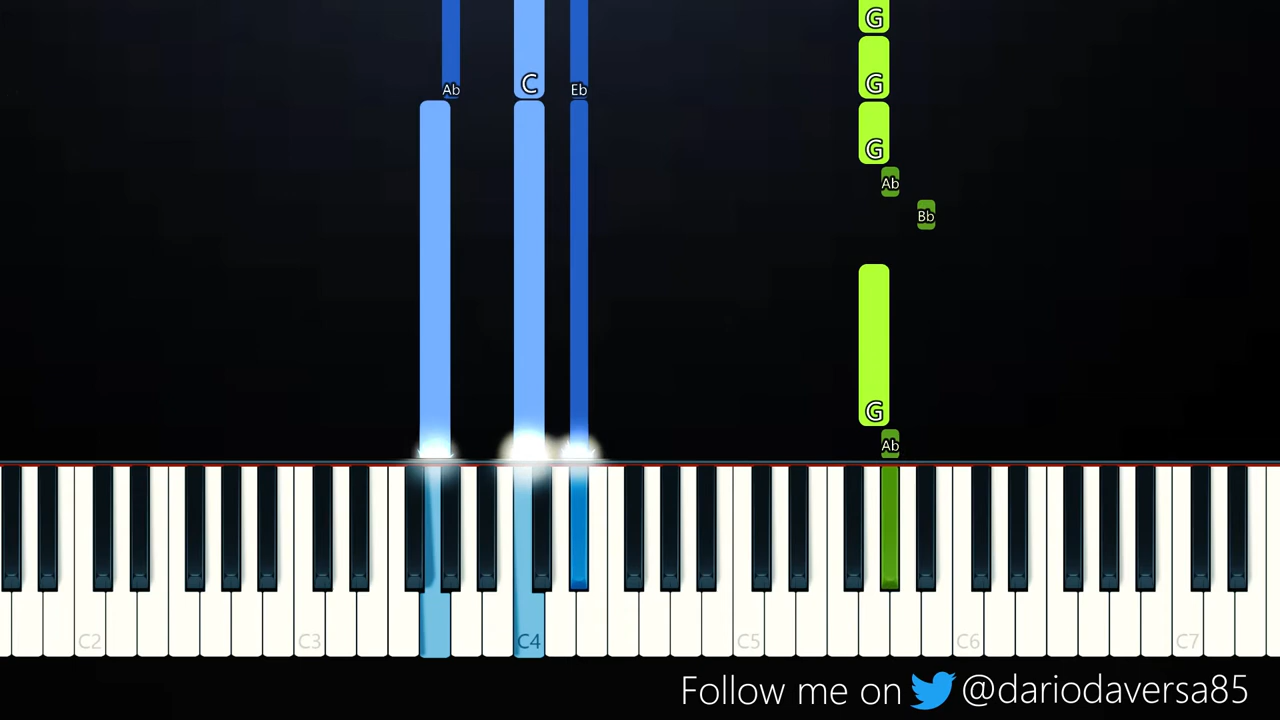 G
Ab C Eb G
G
Ab
Bb
G
Ab
C2 C3 C4 C5 C6 C7
Follow me on @dariodaversa85